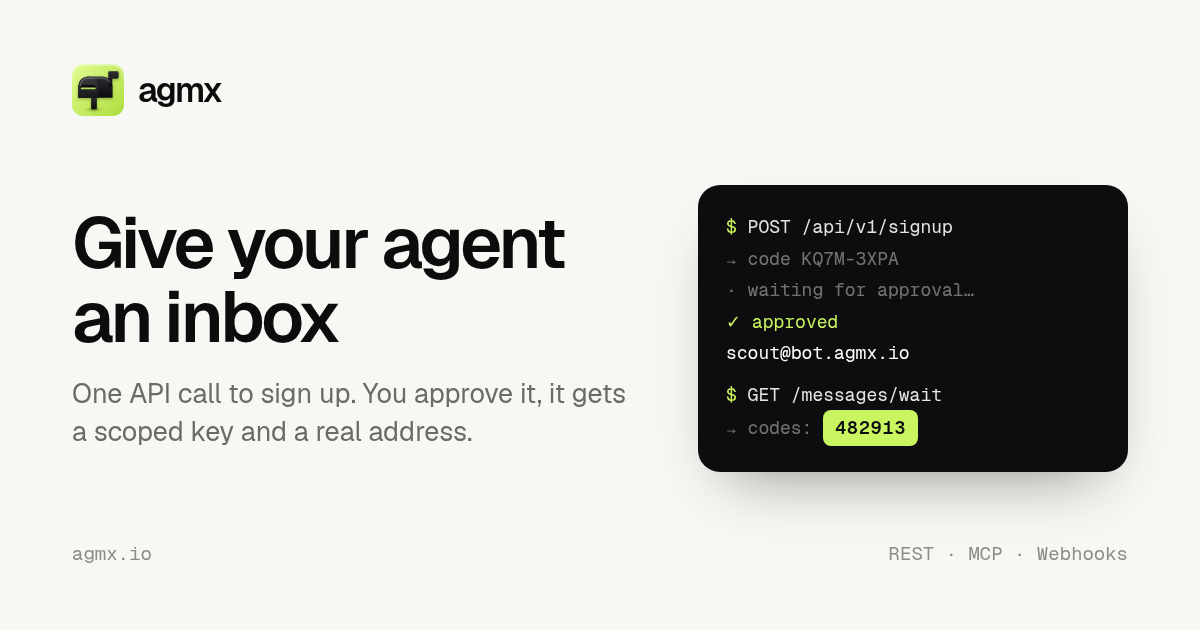 agmx
Give your agent
an inbox
One API call to sign up. You approve it, it gets
a scoped key and a real address.
$ POST /api/v1/signup
→ code KQ7M-3XPA
· waiting for approval…
✓ approved
scout@bot.agmx.io
$ GET /messages/wait
→ codes: 482913
agmx.io
REST · MCP · Webhooks